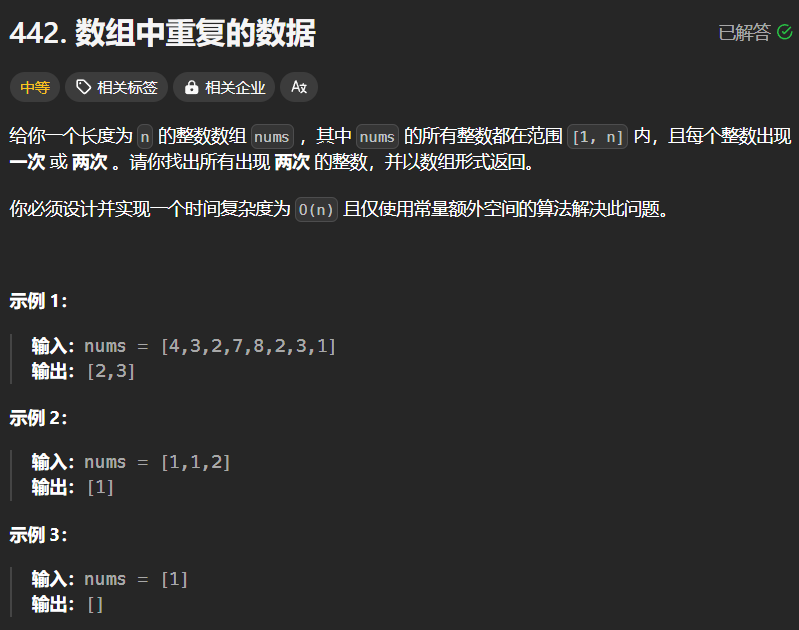 442. 数组中重复的数据
已解答
中等 相关标签 相关企业 Ax
给你一个长度为 n 的整数数组 nums ，其中 nums 的所有整数都在范围 [1, n] 内，且每个整数出现
一次 或 两次 。请你找出所有出现 两次 的整数，并以数组形式返回。
你必须设计并实现一个时间复杂度为 O(n) 且仅使用常量额外空间的算法解决此问题。
示例 1：
输入：nums = [4,3,2,7,8,2,3,1]
输出：[2,3]
示例 2：
输入：nums = [1,1,2]
输出：[1]
示例 3：
输入：nums = [1]
输出：[]